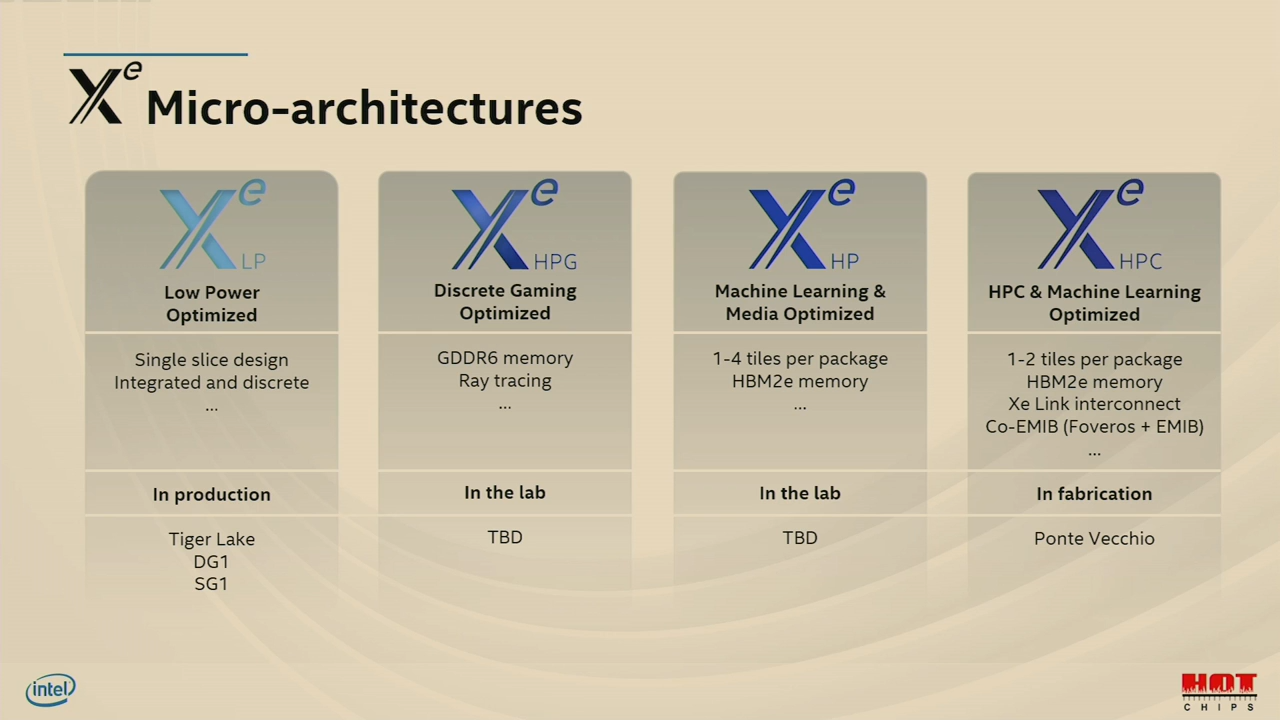 Xe Micro-architectures
Xe LP
Low Power
Optimized
Single slice design
Integrated and discrete
...
In production
Tiger Lake
DG1
SG1
Xe HPG
Discrete Gaming
Optimized
GDDR6 memory
Ray tracing
...
In the lab
TBD
Xe HP
Machine Learning &
Media Optimized
1-4 tiles per package
HBM2e memory
...
In the lab
TBD
Xe HPC
HPC & Machine Learning
Optimized
1-2 tiles per package
HBM2e memory
Xe Link interconnect
Co-EMIB (Foveros + EMIB)
...
In fabrication
Ponte Vecchio
intel
HOT
CHIPS